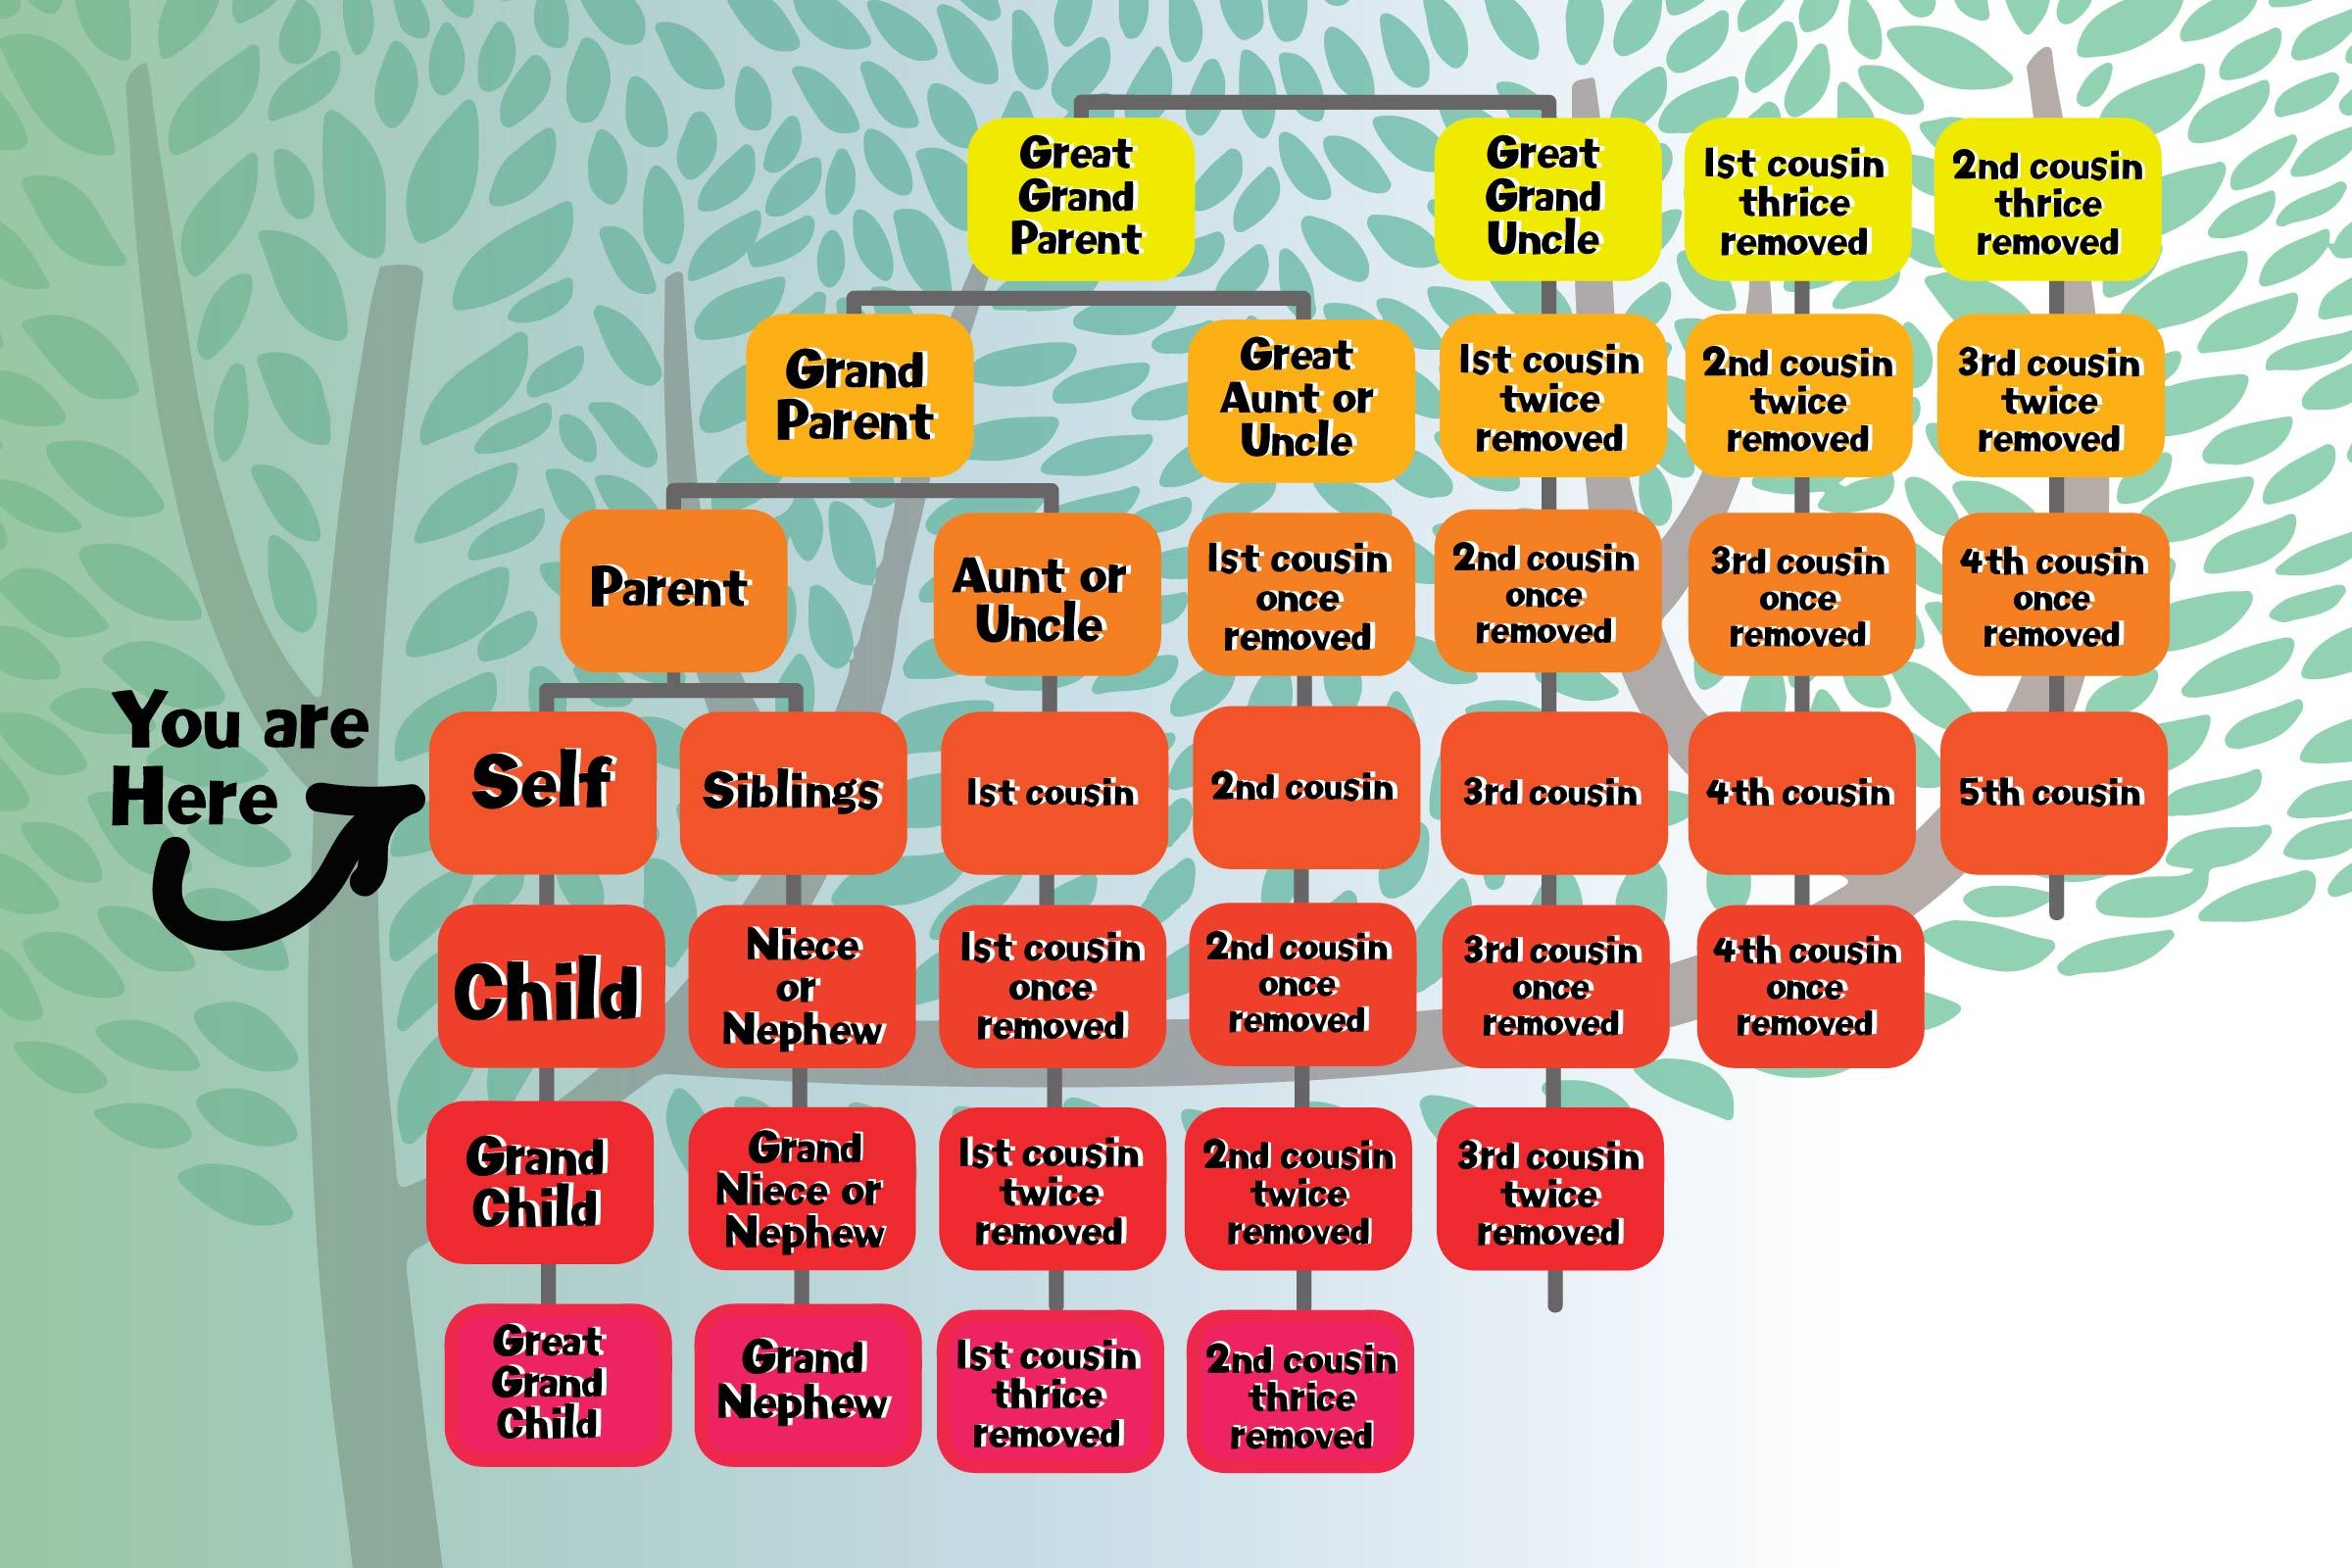 Great
Grand
Parent
Great
Grand
Uncle
1st cousin
thrice
removed
2nd cousin
thrice
removed
Grand
Parent
Great
Aunt or
Uncle
1st cousin
twice
removed
2nd cousin
twice
removed
3rd cousin
twice
removed
Parent
Aunt or
Uncle
1st cousin
once
removed
2nd cousin
once
removed
3rd cousin
once
removed
4th cousin
once
removed
You are
Here
Self
Siblings
1st cousin
2nd cousin
3rd cousin
4th cousin
5th cousin
Child
Niece
or
Nephew
1st cousin
once
removed
2nd cousin
once
removed
3rd cousin
once
removed
4th cousin
once
removed
Grand
Child
Grand
Niece or
Nephew
1st cousin
twice
removed
2nd cousin
twice
removed
3rd cousin
twice
removed
Great
Grand
Child
Grand
Nephew
1st cousin
thrice
removed
2nd cousin
thrice
removed